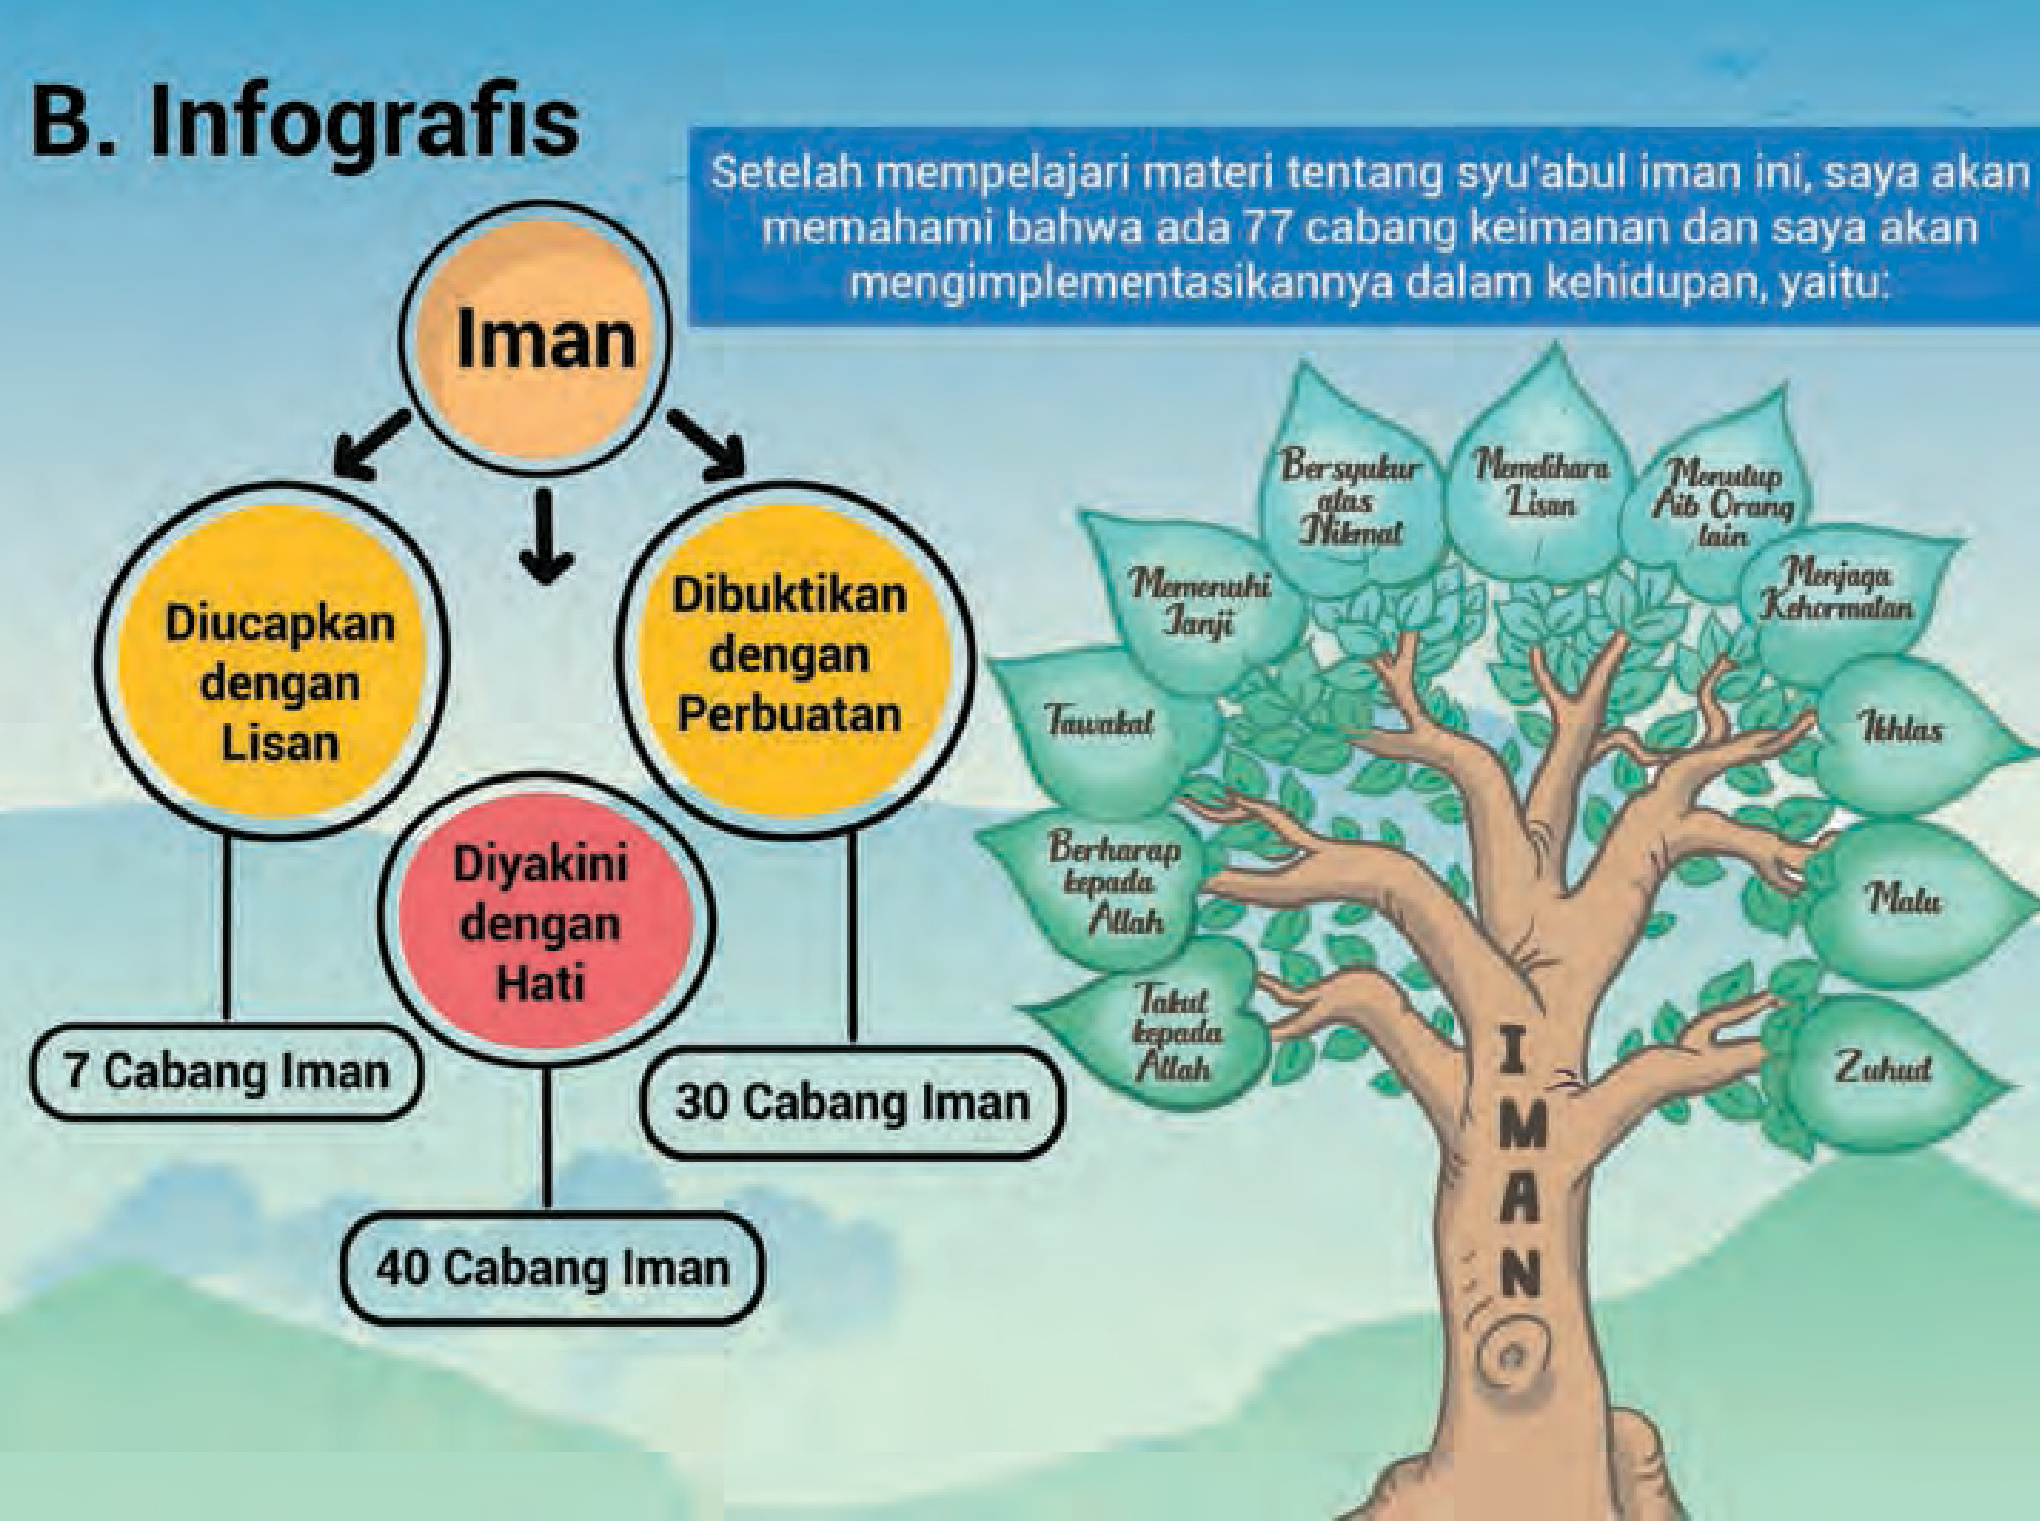 B. Infografis
Setelah mempelajari materi tentang syu'abul iman ini, saya akan
memahami bahwa ada 77 cabang keimanan dan saya akan
mengimplementasikannya dalam kehidupan, yaitu:
Iman
Diucapkan
dengan
Lisan
Dibuktikan
dengan
Perbuatan
Diyakini
dengan
Hati
7 Cabang Iman
30 Cabang Iman
40 Cabang Iman
Bersyukur
atas
Nikmat
Memelihara
Lisan
Menutup
Aib Orang
lain
Memenuhi
Janji
Menjaga
Kehormatan
Tawakal
Ikhlas
Berharap
kepada
Allah
Malu
Takut
kepada
Allah
Zuhud
I
M
A
N